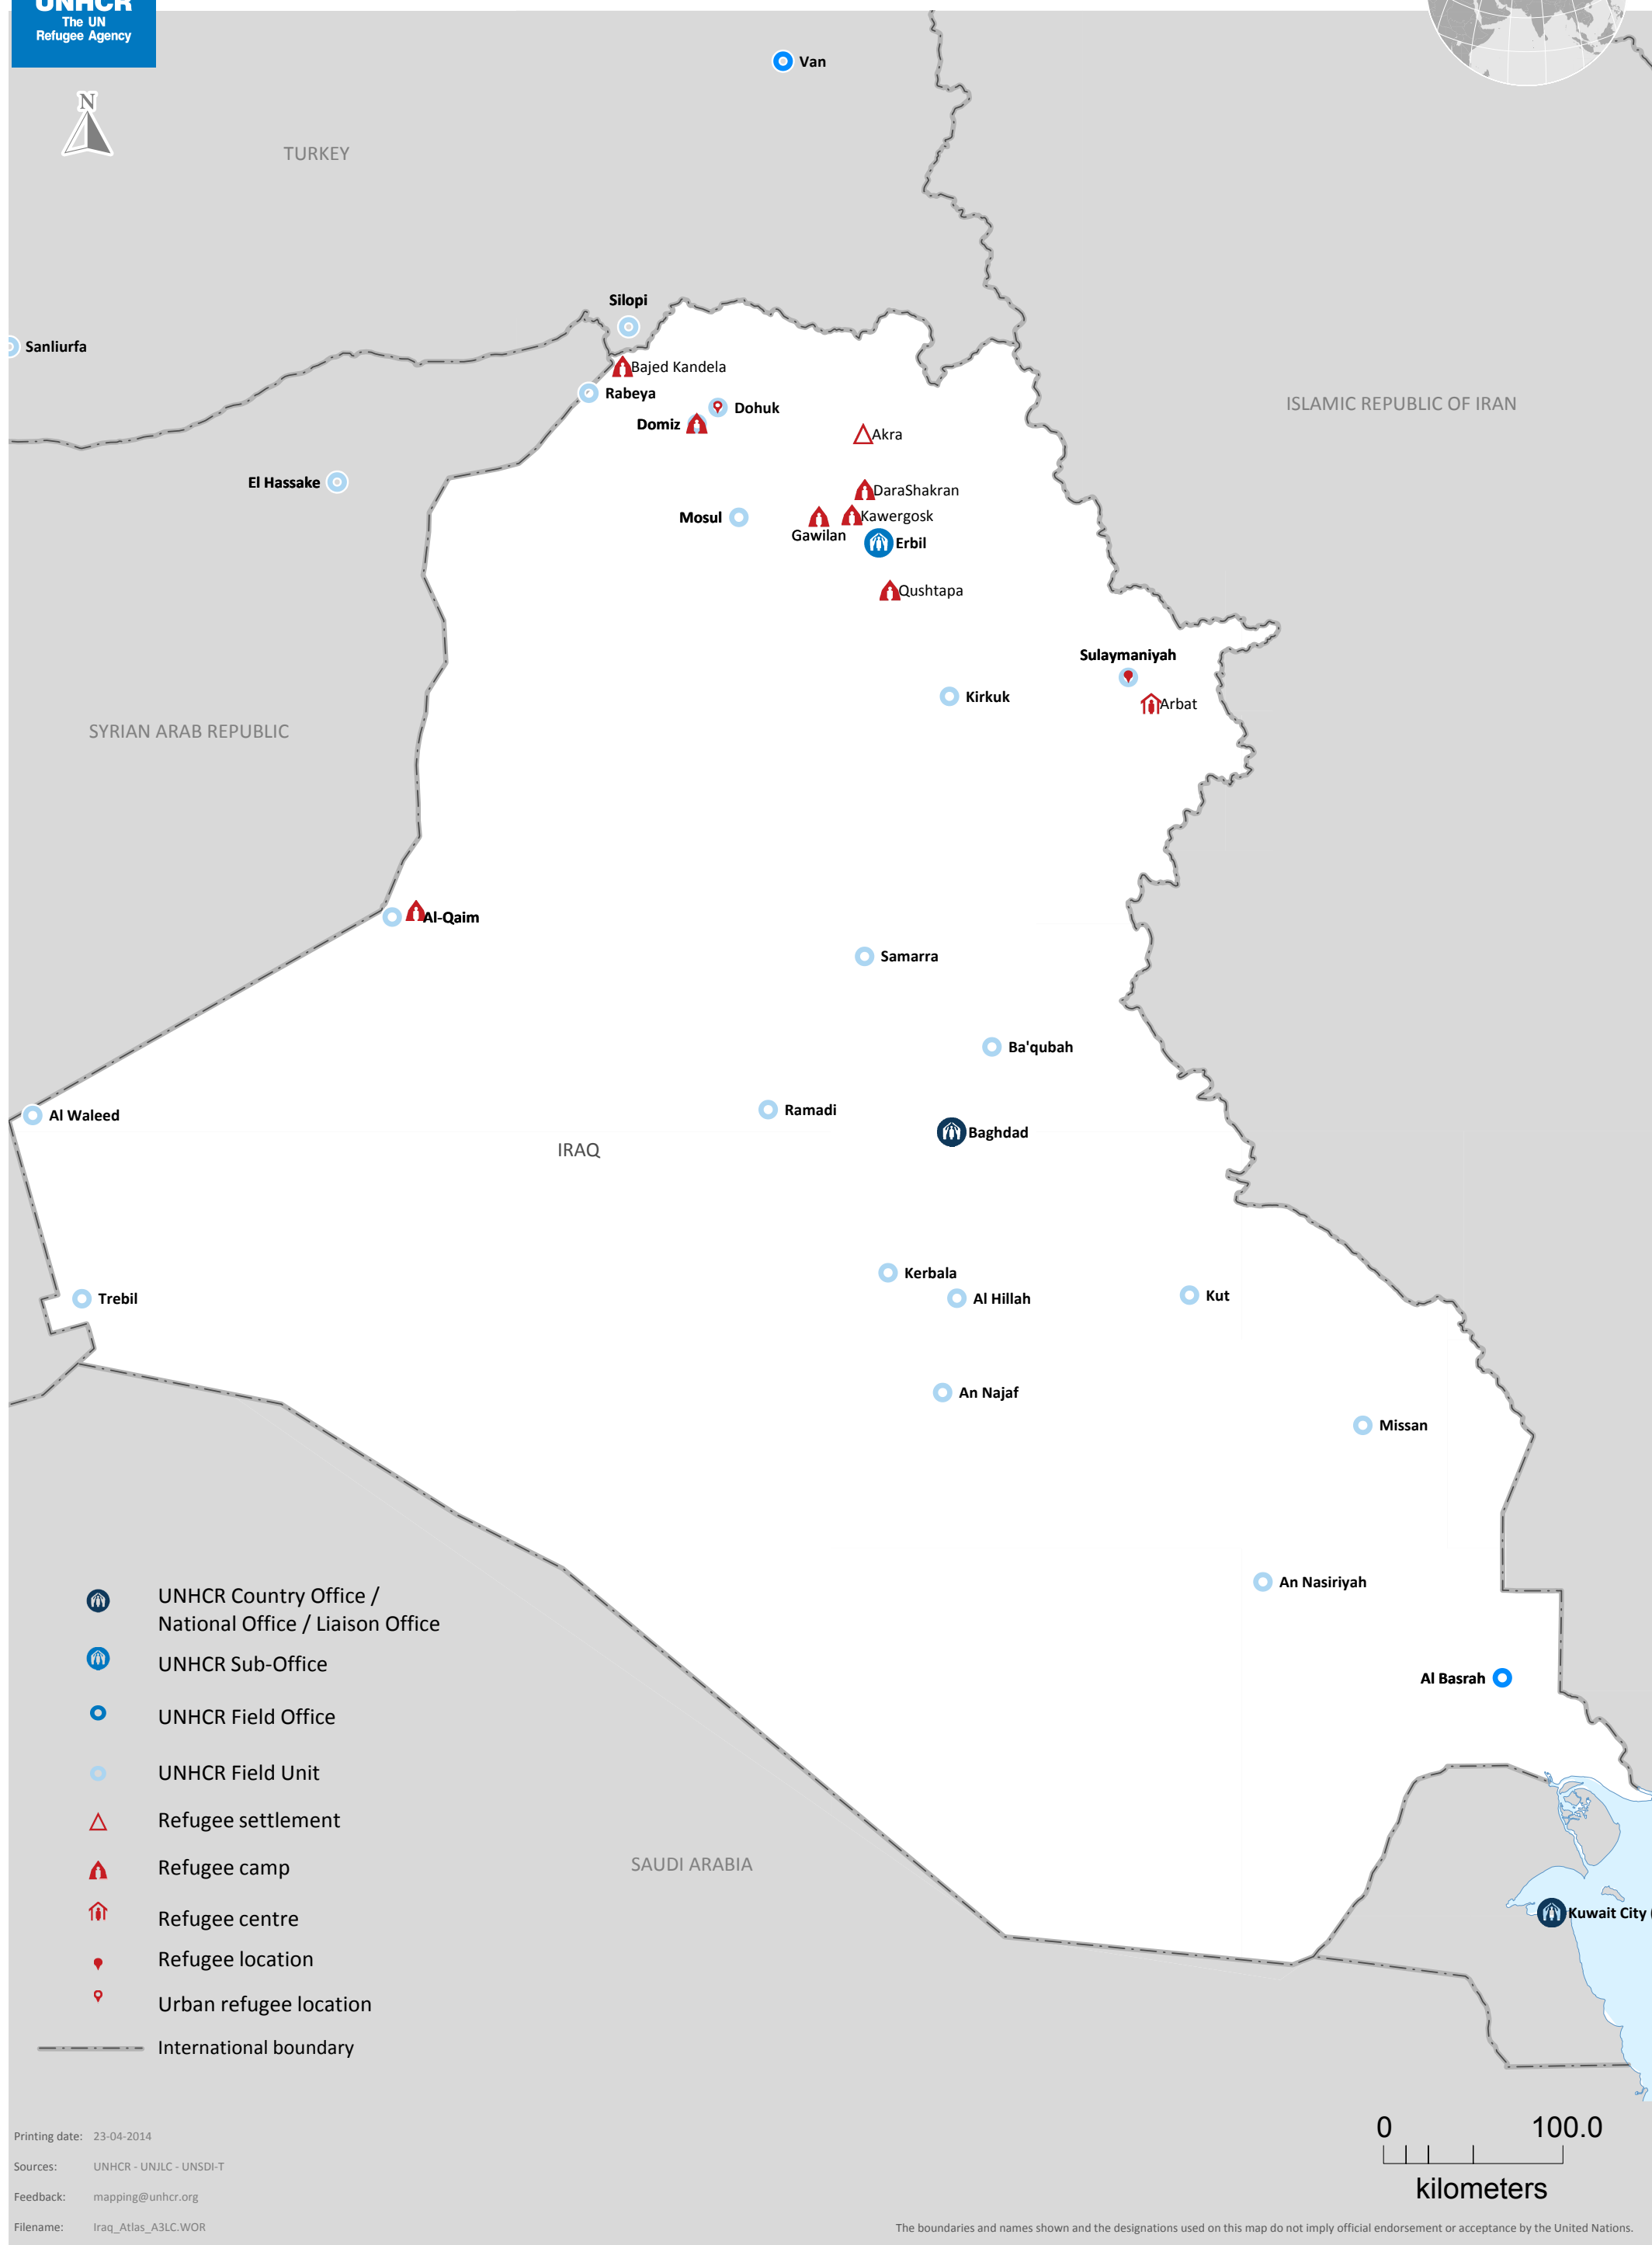 UNHCR
The UN
Refugee Agency
N
Van
TURKEY
Silopi
Sanliurfa
Bajed Kandela
Rabeya
ISLAMIC REPUBLIC OF IRAN
Dohuk
Domiz
Akra
El Hassake
DaraShakran
Mosul
Kawergosk
Gawilan
Erbil
Qushtapa
Sulaymaniyah
Kirkuk
Arbat
SYRIAN ARAB REPUBLIC
Al-Qaim
Samarra
Ba'qubah
Ramadi
Al Waleed
Baghdad
IRAQ
Kerbala
Trebil
Al Hillah
Kut
An Najaf
Missan
An Nasiriyah
Al Basrah
SAUDI ARABIA
Kuwait City
UNHCR Country Office /
National Office / Liaison Office
UNHCR Sub-Office
UNHCR Field Office
UNHCR Field Unit
Refugee settlement
Refugee camp
Refugee centre
Refugee location
Urban refugee location
International boundary
0 100.0
kilometers
Printing date: 23-04-2014
Sources: UNHCR - UNJLC - UNSDI-T
Feedback: mapping@unhcr.org
Filename: Iraq_Atlas_A3LC.WOR
The boundaries and names shown and the designations used on this map do not imply official endorsement or acceptance by the United Nations.